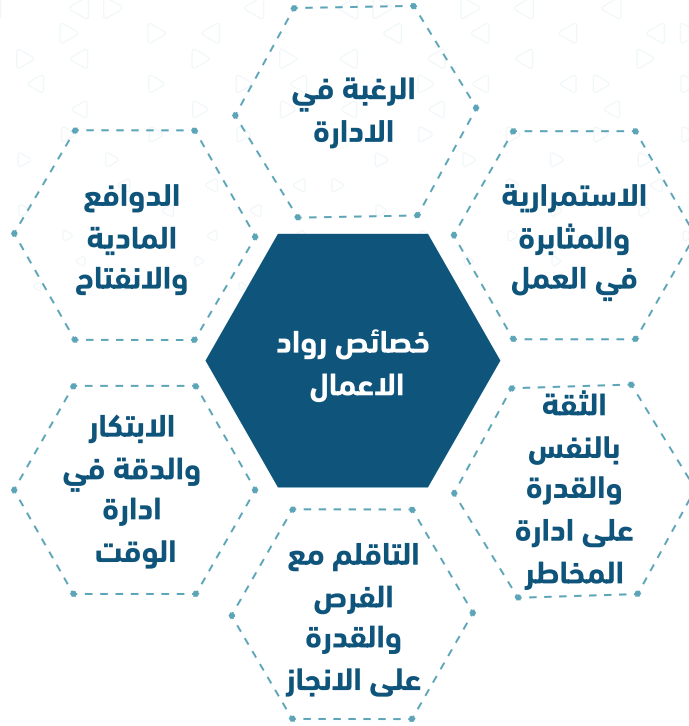 الرغبة في
الادارة
الاستمرارية
والمثابرة
في العمل
الدوافع
المادية
والانفتاح
خصائص رواد
الاعمال
الثقة
بالنفس
والقدرة
على ادارة
المخاطر
الابتكار
والدقة في
ادارة
الوقت
التاقلم مع
الفرص
والقدرة
على الانجاز